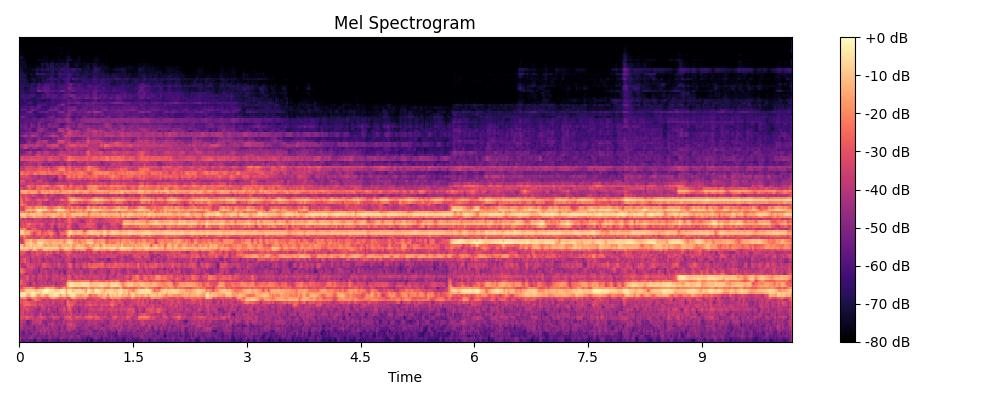 Mel Spectrogram
+0 dB
-10 dB
-20 dB
-30 dB
-40 dB
-50 dB
-60 dB
-70 dB
-80 dB
0 1.5 3 4.5 6 7.5 9
Time